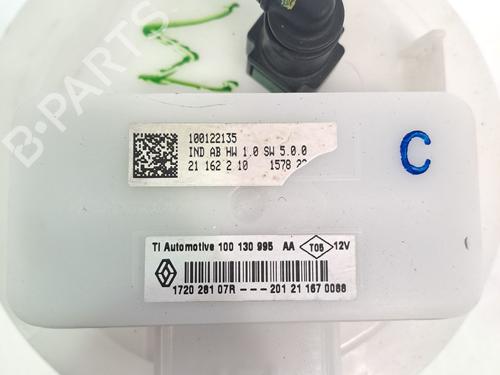 B-PARTS
M
100122135
IND AB HW 1.0 SW 5.0.0
21 162 2 10 1578
C
TI Automotive 100 130 995 AA T05 12V
1720 281 07R --- 201 21 167 0088